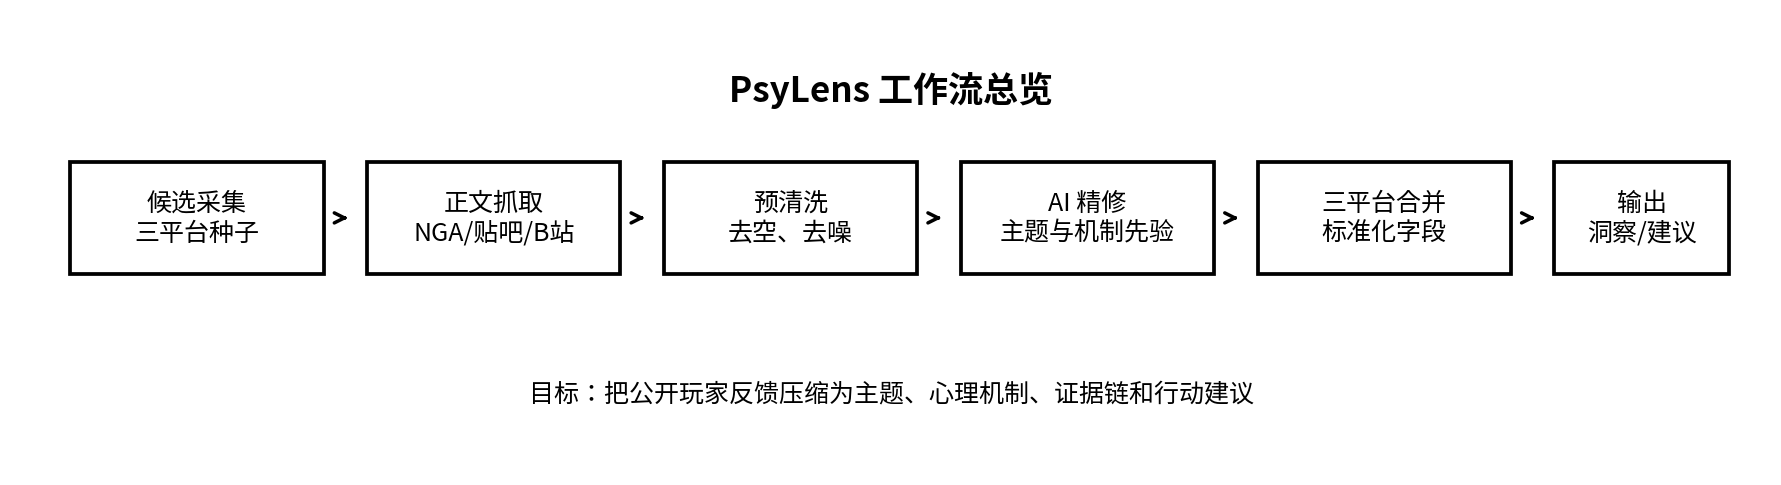 PsyLens 工作流总览
候选采集
三平台种子
>
正文抓取
NGA/贴吧/B站
>
预清洗
去空、去噪
>
AI 精修
主题与机制先验
>
三平台合并
标准化字段
>
输出
洞察/建议
目标：把公开玩家反馈压缩为主题、心理机制、证据链和行动建议